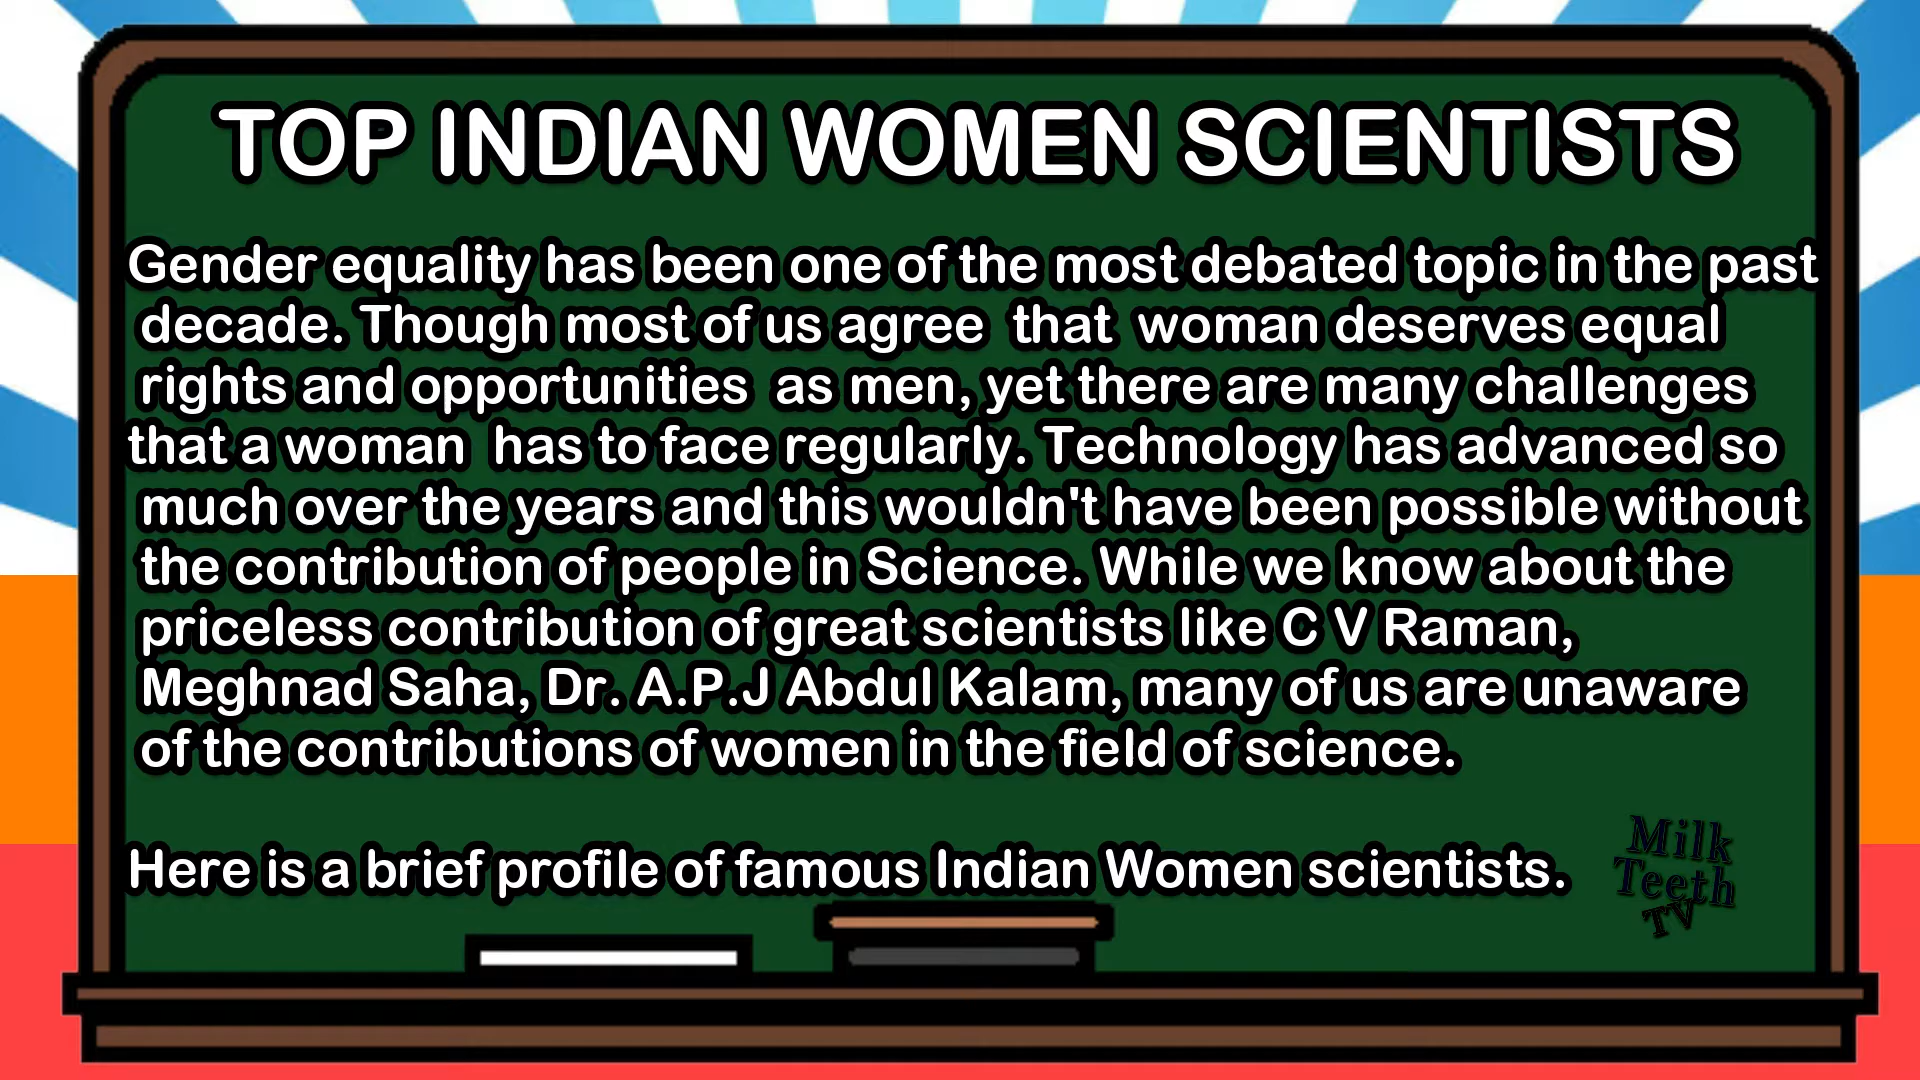 TOP INDIAN WOMEN SCIENTISTS
Gender equality has been one of the most debated topic in the past
decade. Though most of us agree that woman deserves equal
rights and opportunities as men, yet there are many challenges
that a woman has to face regularly. Technology has advanced so
much over the years and this wouldn't have been possible without
the contribution of people in Science. While we know about the
priceless contribution of great scientists like C V Raman,
Meghnad Saha, Dr. A.P.J Abdul Kalam, many of us are unaware
of the contributions of women in the field of science.
Here is a brief profile of famous Indian Women scientists.
Milk
Teeth
TV